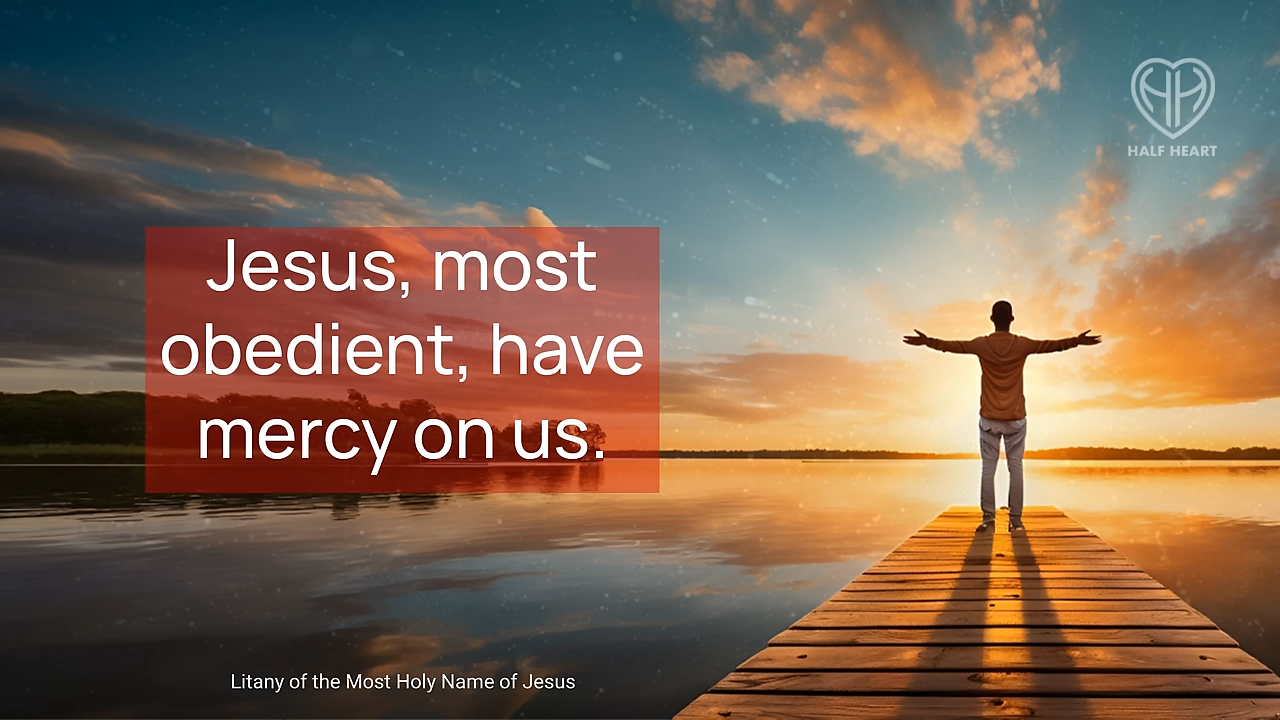 HALF HEART
Jesus, most
obedient, have
mercy on us.
Litany of the Most Holy Name of Jesus